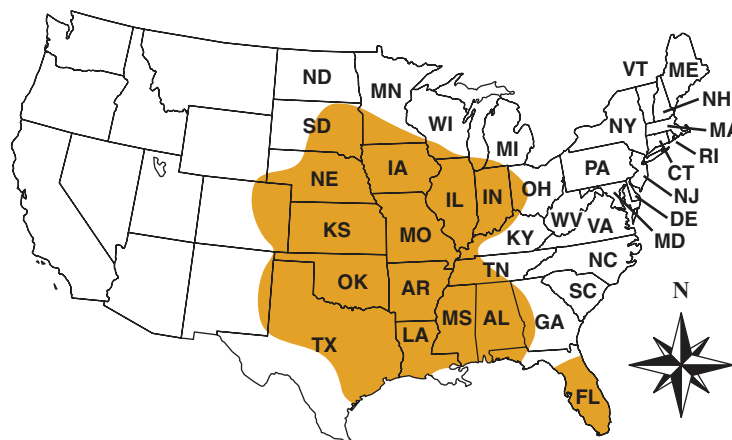 ND
MN
VT
ME
NH
SD
WI
MI
NY
MA
RI
CT
NE
IA
IL
IN
OH
PA
NJ
DE
MD
KS
MO
KY
WV
VA
OK
AR
TN
NC
SC
TX
LA
MS
AL
GA
FL
N